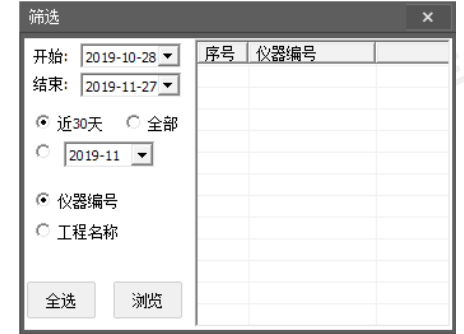 筛选 ×
开始: 2019-10-28
结束: 2019-11-27
近30天 全部
2019-11
仪器编号
工程名称
全选 浏览
序号 仪器编号